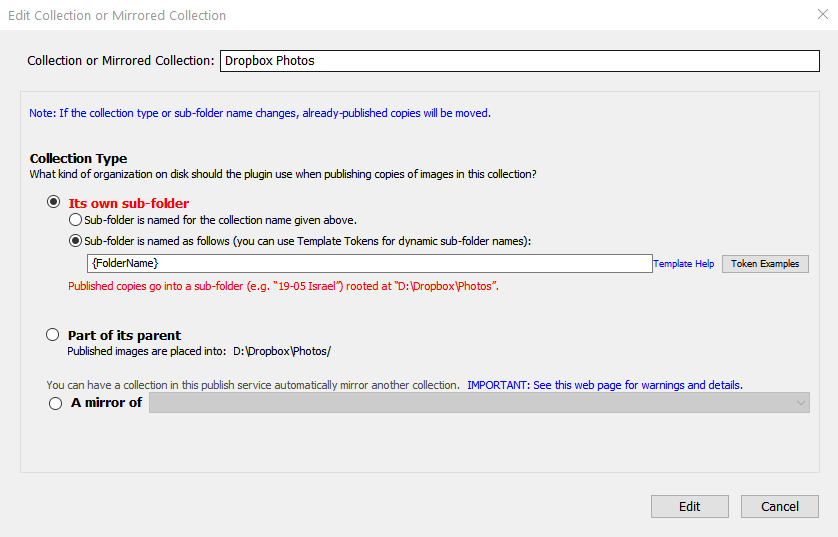 Edit Collection or Mirrored Collection
Collection or Mirrored Collection: Dropbox Photos
Note: If the collection type or sub-folder name changes, already-published copies will be moved.
Collection Type
What kind of organization on disk should the plugin use when publishing copies of images in this collection?
Its own sub-folder
Sub-folder is named for the collection name given above.
Sub-folder is named as follows (you can use Template Tokens for dynamic sub-folder names):
{FolderName} Template Help Token Examples
Published copies go into a sub-folder (e.g. “19-05 Israel”) rooted at “D:\Dropbox\Photos”.
Part of its parent
Published images are placed into: D:\Dropbox\Photos/
You can have a collection in this publish service automatically mirror another collection. IMPORTANT: See this web page for warnings and details.
A mirror of
Edit Cancel